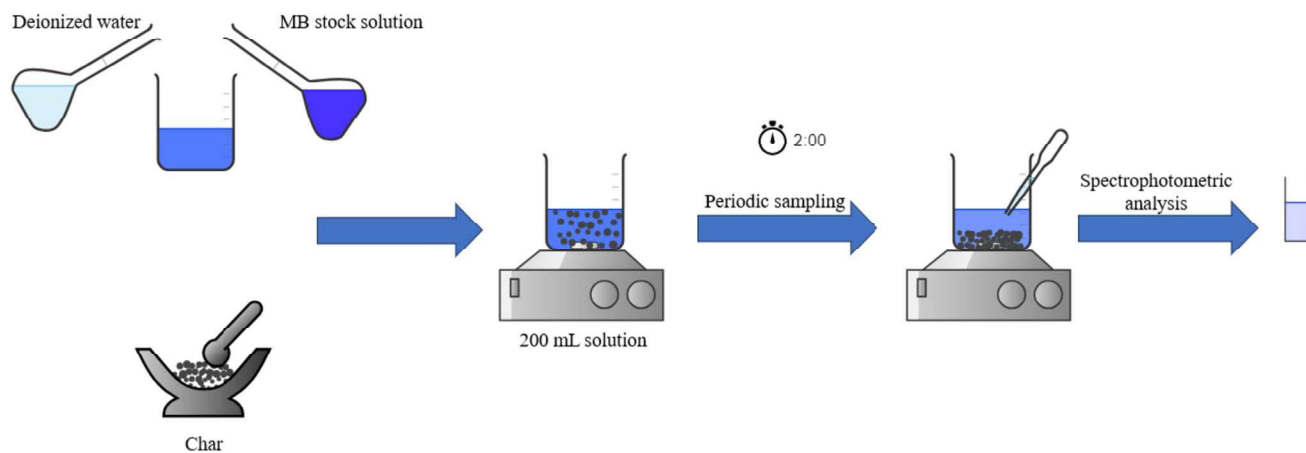 Deionized water
MB stock solution
2:00
Periodic sampling
Spectrophotometric
analysis
200 mL solution
Char